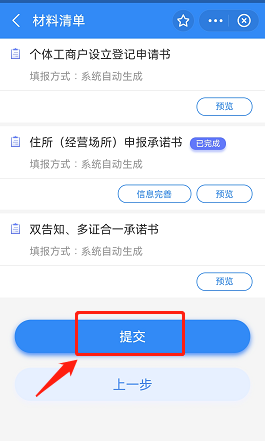 材料清单
个体工商户设立登记申请书
填报方式：系统自动生成
预览
住所（经营场所）申报承诺书 已完成
填报方式：系统自动生成
信息完善 预览
双告知、多证合一承诺书
填报方式：系统自动生成
预览
提交
上一步